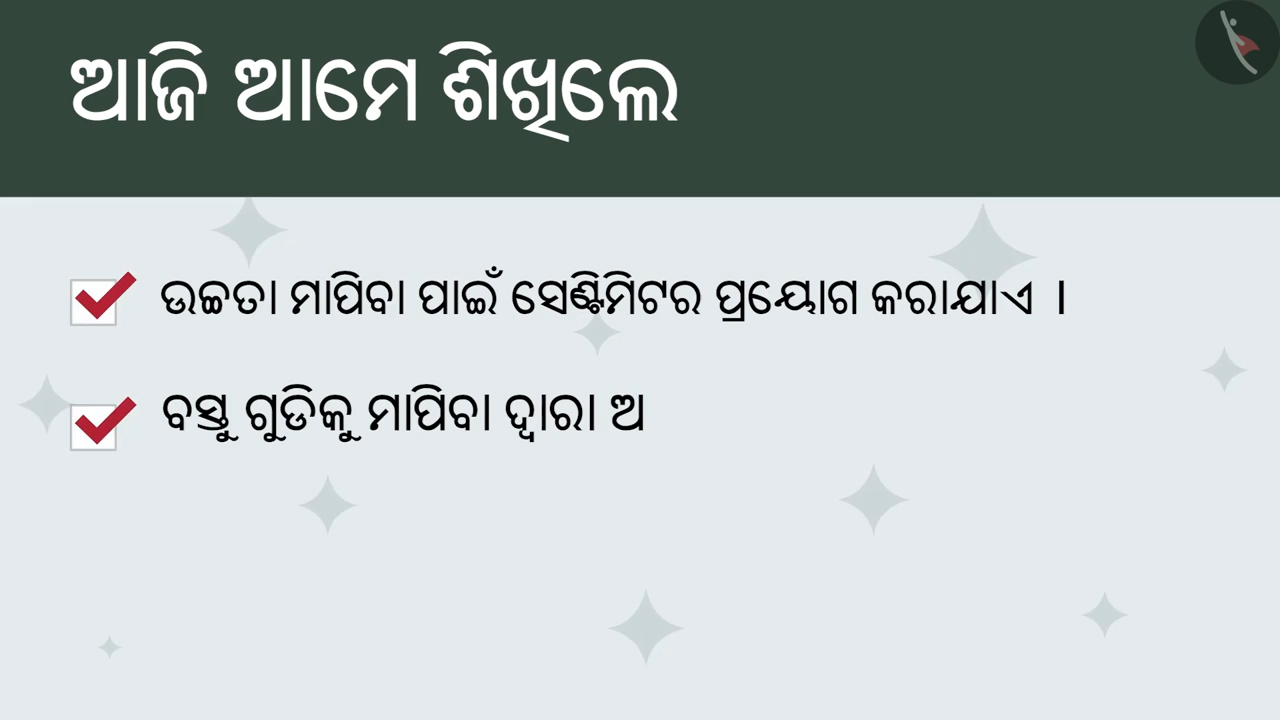 ଆଜି ଆମେ ଶିଖିଲେ
ଉଚ୍ଚତା ମାପିବା ପାଇଁ ସେଣ୍ଟିମିଟର ପ୍ରୟୋଗ କରାଯାଏ ।
ବସ୍ତୁ ଗୁଡିକୁ ମାପିବା ଦ୍ୱାରା ଅ